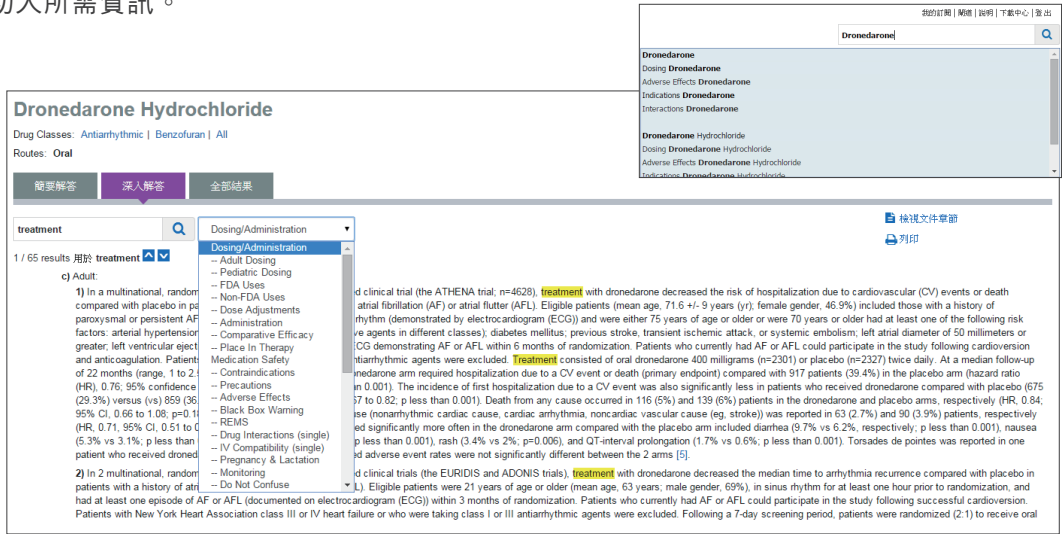 助人所需資訊。
我的訂閱 | 關連 | 說明 | 下載中心 | 登出
Dronedarone
Dronedarone
Dosing Dronedarone
Adverse Effects Dronedarone
Indications Dronedarone
Interactions Dronedarone
Dronedarone Hydrochloride
Dosing Dronedarone Hydrochloride
Adverse Effects Dronedarone Hydrochloride
Indications Dronedarone Hydrochloride
Dronedarone Hydrochloride
Drug Classes: Antiarrhythmic | Benzofuran | All
Routes: Oral
簡要解答 深入解答 全部結果
檢視文件章節
列印
treatment Dosing/Administration
1 / 65 results 用於 treatment
Dosing/Administration
-- Adult Dosing
-- Pediatric Dosing
-- FDA Uses
-- Non-FDA Uses
-- Dose Adjustments
-- Administration
-- Comparative Efficacy
-- Place In Therapy
Medication Safety
-- Contraindications
-- Precautions
-- Adverse Effects
-- Black Box Warning
-- REMS
-- Drug Interactions (single)
-- IV Compatibility (single)
-- Pregnancy & Lactation
-- Monitoring
-- Do Not Confuse
c) Adult:
1) In a multinational, random d clinical trial (the ATHENA trial; n=4628), treatment with dronedarone decreased the risk of hospitalization due to cardiovascular (CV) events or death
compared with placebo in pa atrial fibrillation (AF) or atrial flutter (AFL). Eligible patients (mean age, 71.6 +/- 9 years (yr); female gender, 46.9%) included those with a history of
paroxysmal or persistent AF rhythm (demonstrated by electrocardiogram (ECG)) and were either 75 years of age or older or were 70 years or older had at least one of the following risk
factors: arterial hypertension ve agents in different classes); diabetes mellitus; previous stroke, transient ischemic attack, or systemic embolism; left atrial diameter of 50 millimeters or
greater; left ventricular eject CG demonstrating AF or AFL within 6 months of randomization. Patients who currently had AF or AFL could participate in the study following cardioversion
and anticoagulation. Patients ntiarrhythmic agents were excluded. Treatment consisted of oral dronedarone 400 milligrams (n=2301) or placebo (n=2327) twice daily. At a median follow-up
of 22 months (range, 1 to 2. onedarone arm required hospitalization due to a CV event or death (primary endpoint) compared with 917 patients (39.4%) in the placebo arm (hazard ratio
(HR), 0.76; 95% confidence n 0.001). The incidence of first hospitalization due to a CV event was also significantly less in patients who received dronedarone compared with placebo (675
(29.3%) versus (vs) 859 (36. 67 to 0.82; p less than 0.001). Death from any cause occurred in 116 (5%) and 139 (6%) patients in the dronedarone and placebo arms, respectively (HR, 0.84;
95% CI, 0.66 to 1.08; p=0.18 use (nonarrhythmic cardiac cause, cardiac arrhythmia, noncardiac vascular cause (eg, stroke)) was reported in 63 (2.7%) and 90 (3.9%) patients, respectively
(HR, 0.71, 95% CI, 0.51 to 0 ed significantly more often in the dronedarone arm compared with the placebo arm included diarrhea (9.7% vs 6.2%, respectively; p less than 0.001), nausea
(5.3% vs 3.1%; p less than p less than 0.001), rash (3.4% vs 2%; p=0.006), and QT-interval prolongation (1.7% vs 0.6%; p less than 0.001). Torsades de pointes was reported in one
patient who received droned ed adverse event rates were not significantly different between the 2 arms [5].
2) In 2 multinational, random d clinical trials (the EURIDIS and ADONIS trials), treatment with dronedarone decreased the median time to arrhythmia recurrence compared with placebo in
patients with a history of atri L). Eligible patients were 21 years of age or older (mean age, 63 years; male gender, 69%), in sinus rhythm for at least one hour prior to randomization, and
had at least one episode of AF or AFL (documented on electrocardiogram (ECG)) within 3 months of randomization. Patients who currently had AF or AFL could participate in the study following successful cardioversion.
Patients with New York Heart Association class III or IV heart failure or who were taking class I or III antiarrhythmic agents were excluded. Following a 7-day screening period, patients were randomized (2:1) to receive oral